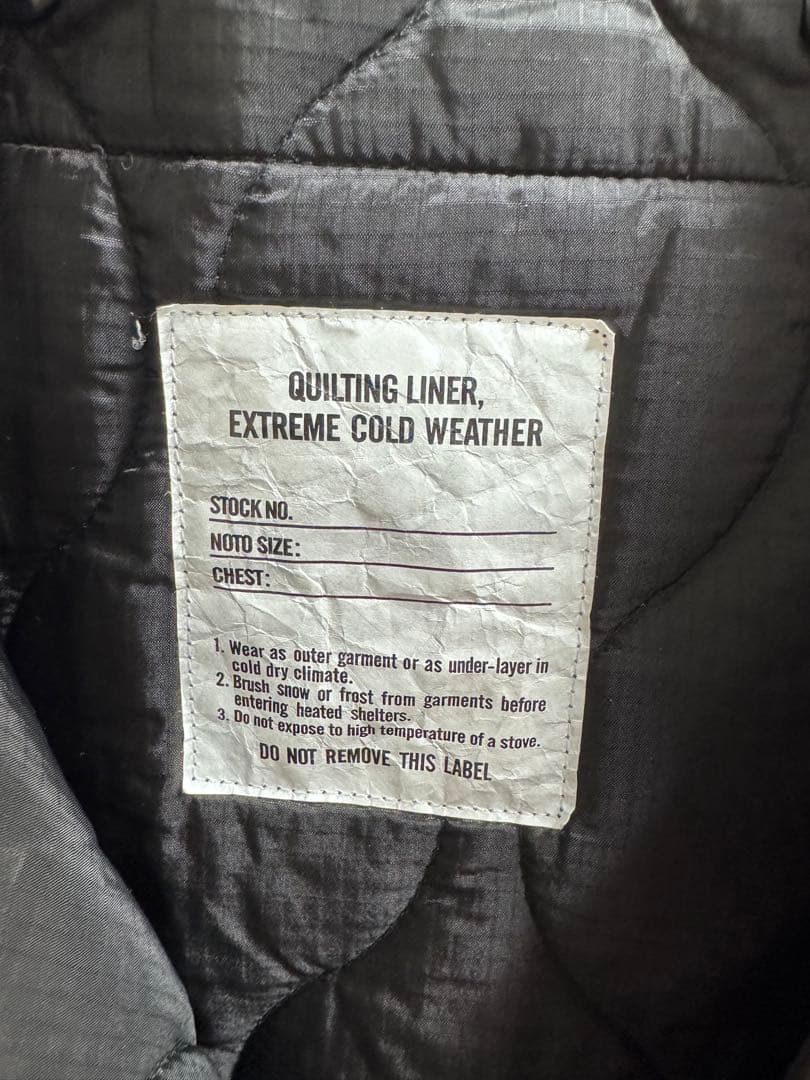 QUILTING LINER,
EXTREME COLD WEATHER
STOCK NO.
NOTO SIZE:
CHEST:
1. Wear as outer garment or as under-layer in
cold dry climate.
2. Brush snow or frost from garments before
entering heated shelters.
3. Do not expose to high temperature of a stove.
DO NOT REMOVE THIS LABEL